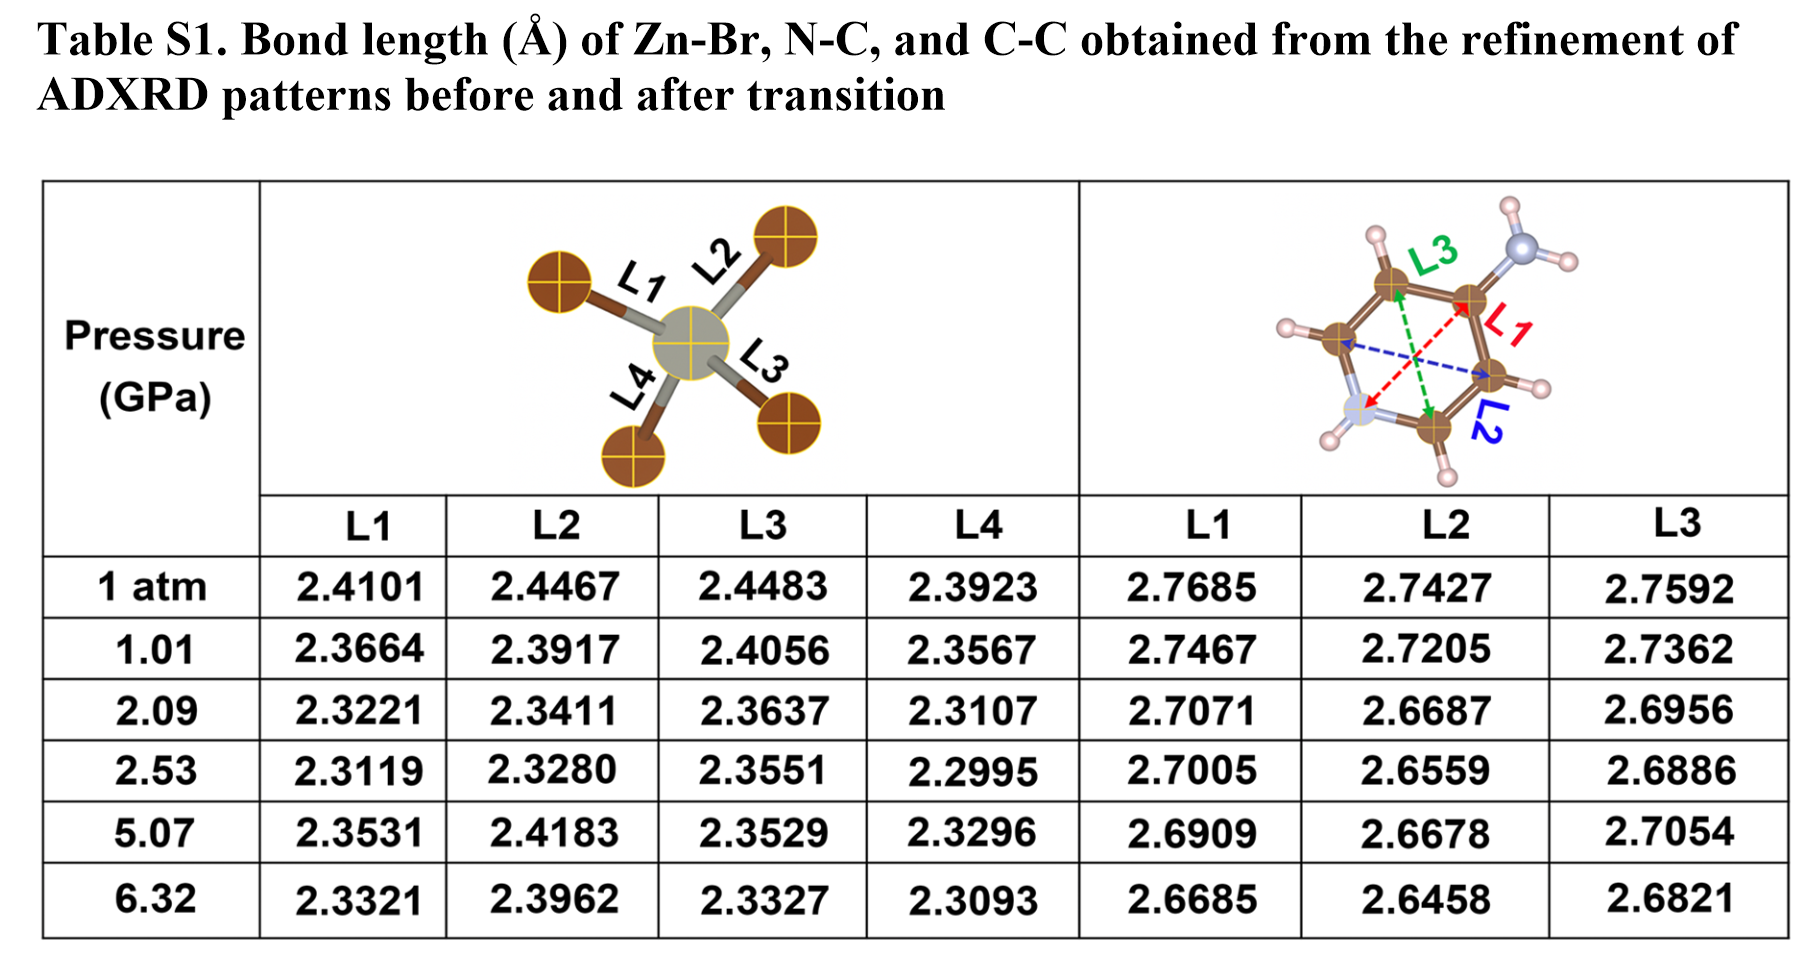 Table S1. Bond length (Å) of Zn-Br, N-C, and C-C obtained from the refinement of
ADXRD patterns before and after transition
Pressure
(GPa)
L1
L2
L3
L4
L3
L1
L2
L1 L2 L3 L4 L1 L2 L3
1 atm 2.4101 2.4467 2.4483 2.3923 2.7685 2.7427 2.7592
1.01 2.3664 2.3917 2.4056 2.3567 2.7467 2.7205 2.7362
2.09 2.3221 2.3411 2.3637 2.3107 2.7071 2.6687 2.6956
2.53 2.3119 2.3280 2.3551 2.2995 2.7005 2.6559 2.6886
5.07 2.3531 2.4183 2.3529 2.3296 2.6909 2.6678 2.7054
6.32 2.3321 2.3962 2.3327 2.3093 2.6685 2.6458 2.6821